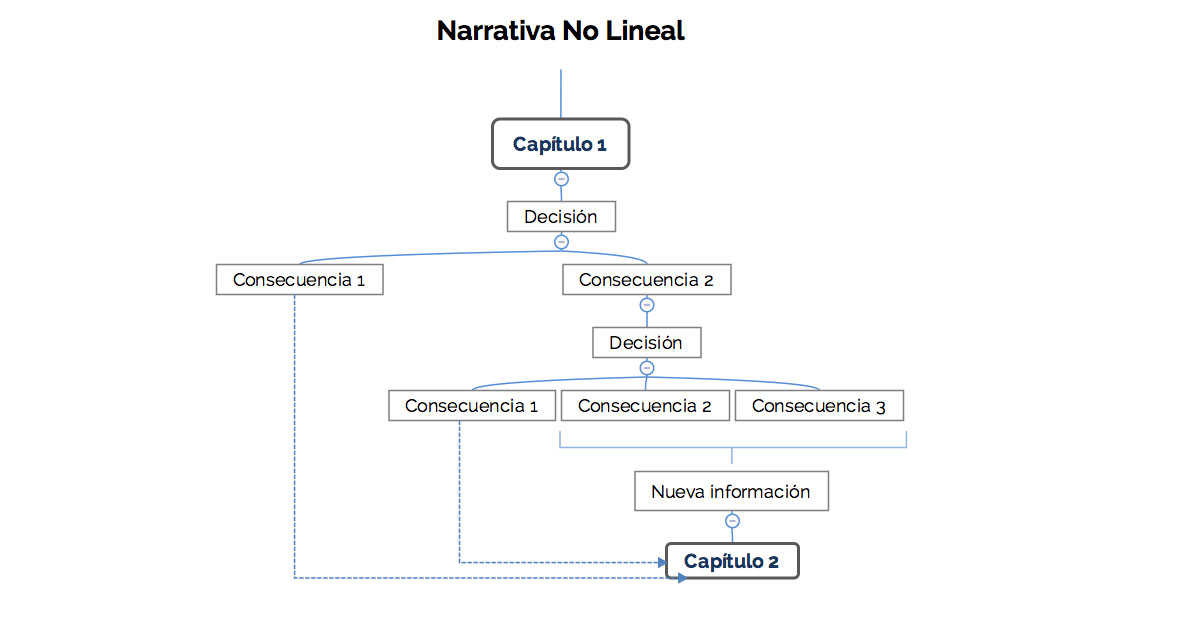 Narrativa No Lineal
Capítulo 1
Decisión
Consecuencia 1
Consecuencia 2
Decisión
Consecuencia 1
Consecuencia 2
Consecuencia 3
Nueva información
Capítulo 2